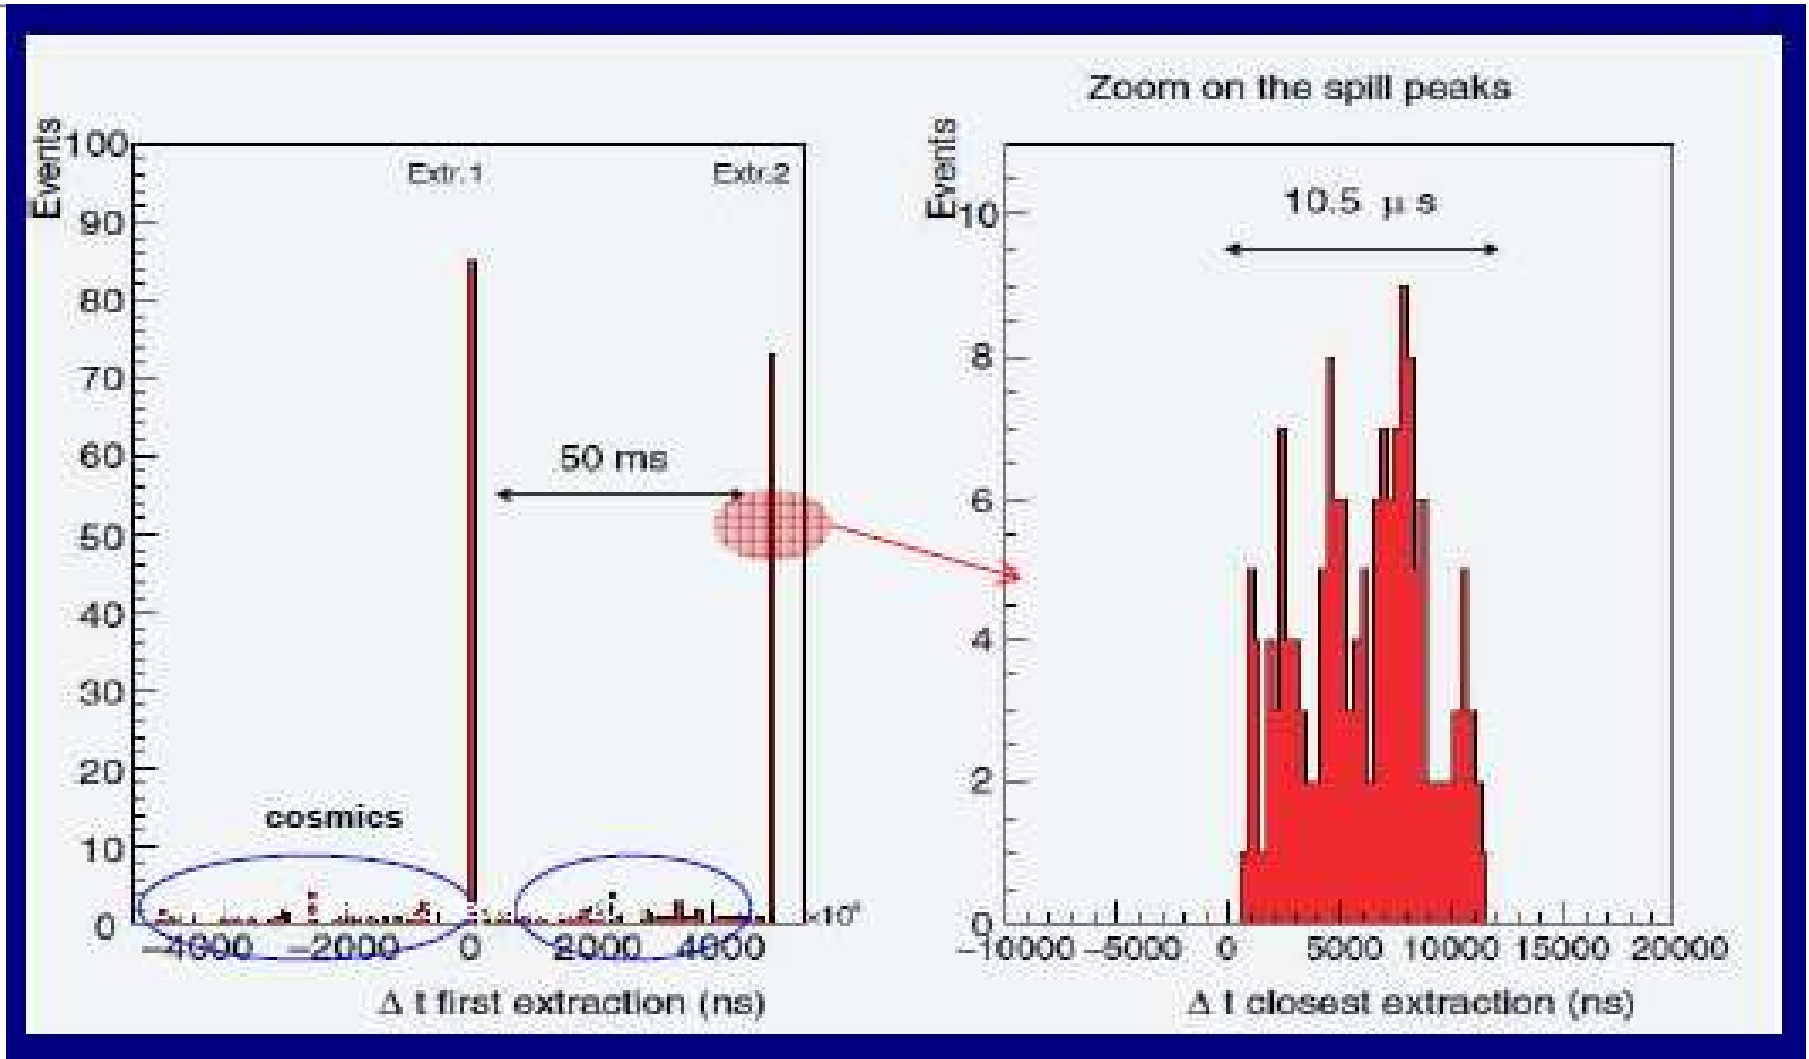 Zoom on the spill peaks
Events
100
90
80
70
60
50
40
30
20
10
0
Extr.1
Extr.2
50 ms
cosmics
-4000 -2000 0 2000 4000
Δ t first extraction (ns)
Events
10
8
6
4
2
0
10.5 μ s
-10000 -5000 0 5000 10000 15000 20000
Δ t closest extraction (ns)